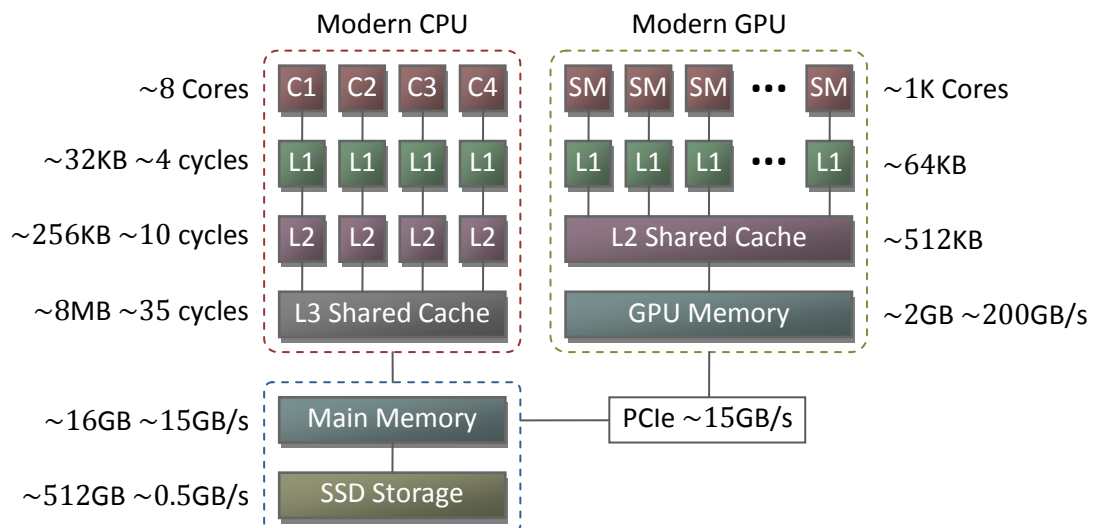 Modern CPU
Modern GPU
~8 Cores
C1 C2 C3 C4
SM SM SM ••• SM
~1K Cores
~32KB ~4 cycles
L1 L1 L1 L1
L1 L1 L1 ••• L1
~64KB
~256KB ~10 cycles
L2 L2 L2 L2
L2 Shared Cache
~512KB
~8MB ~35 cycles
L3 Shared Cache
GPU Memory
~2GB ~200GB/s
~16GB ~15GB/s
Main Memory
PCIe ~15GB/s
~512GB ~0.5GB/s
SSD Storage